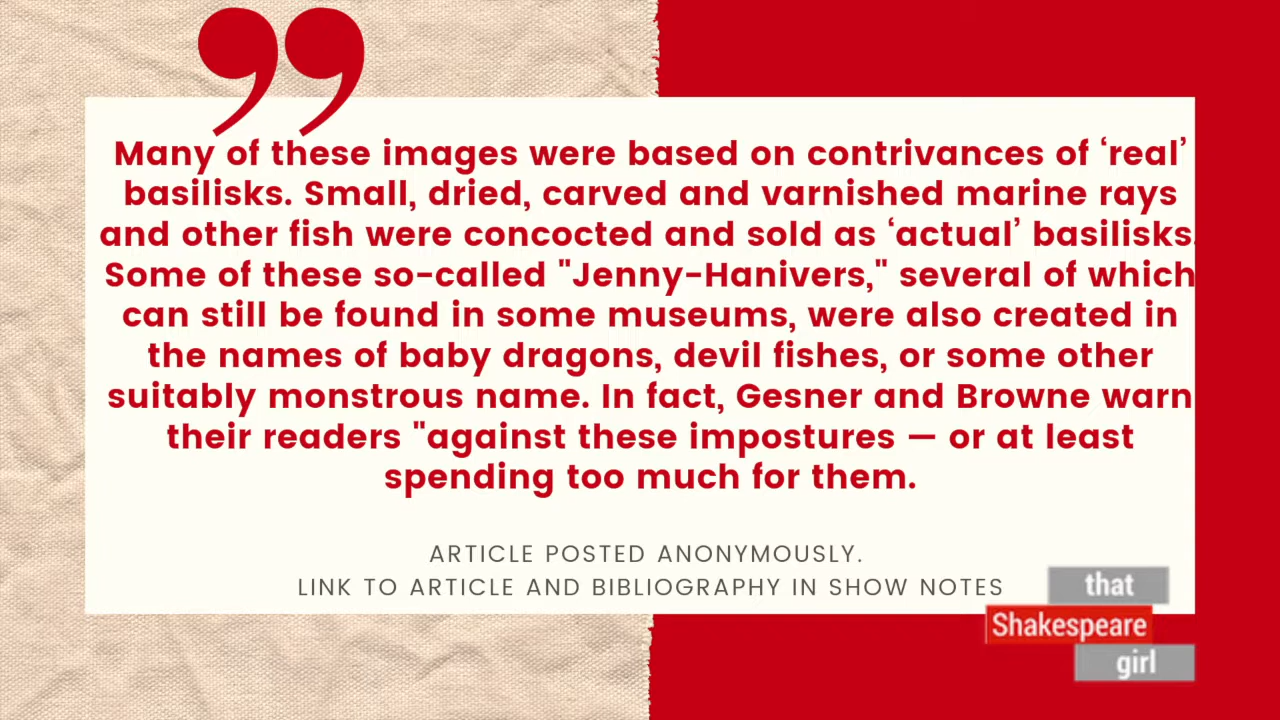 Many of these images were based on contrivances of ‘real’
basilisks. Small, dried, carved and varnished marine rays
and other fish were concocted and sold as ‘actual’ basilisks.
Some of these so-called "Jenny-Hanivers," several of which
can still be found in some museums, were also created in
the names of baby dragons, devil fishes, or some other
suitably monstrous name. In fact, Gesner and Browne warn
their readers "against these impostures — or at least
spending too much for them.
ARTICLE POSTED ANONYMOUSLY.
LINK TO ARTICLE AND BIBLIOGRAPHY IN SHOW NOTES
that
Shakespeare
girl